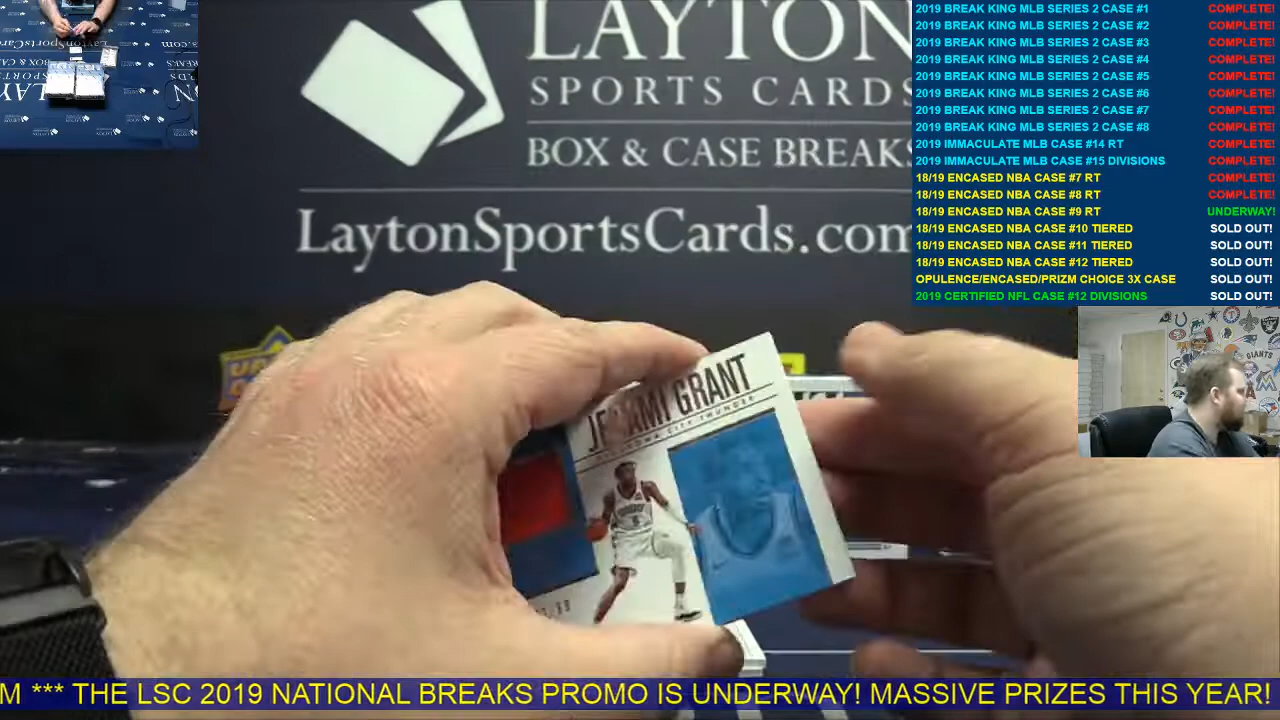 LAYTON
SPORTS CARDS
BOX & CASE BREAKS
LaytonSportsCards.com
2019 BREAK KING MLB SERIES 2 CASE #1 COMPLETE!
2019 BREAK KING MLB SERIES 2 CASE #2 COMPLETE!
2019 BREAK KING MLB SERIES 2 CASE #3 COMPLETE!
2019 BREAK KING MLB SERIES 2 CASE #4 COMPLETE!
2019 BREAK KING MLB SERIES 2 CASE #5 COMPLETE!
2019 BREAK KING MLB SERIES 2 CASE #6 COMPLETE!
2019 BREAK KING MLB SERIES 2 CASE #7 COMPLETE!
2019 BREAK KING MLB SERIES 2 CASE #8 COMPLETE!
2019 IMMACULATE MLB CASE #14 RT COMPLETE!
2019 IMMACULATE MLB CASE #15 DIVISIONS COMPLETE!
18/19 ENCASED NBA CASE #7 RT COMPLETE!
18/19 ENCASED NBA CASE #8 RT COMPLETE!
18/19 ENCASED NBA CASE #9 RT UNDERWAY!
18/19 ENCASED NBA CASE #10 TIERED SOLD OUT!
18/19 ENCASED NBA CASE #11 TIERED SOLD OUT!
18/19 ENCASED NBA CASE #12 TIERED SOLD OUT!
OPULENCE/ENCASED/PRIZM CHOICE 3X CASE SOLD OUT!
2019 CERTIFIED NFL CASE #12 DIVISIONS SOLD OUT!
GIANTS
JERAMI GRANT
OKLAHOMA CITY THUNDER
M *** THE LSC 2019 NATIONAL BREAKS PROMO IS UNDERWAY! MASSIVE PRIZES THIS YEAR!